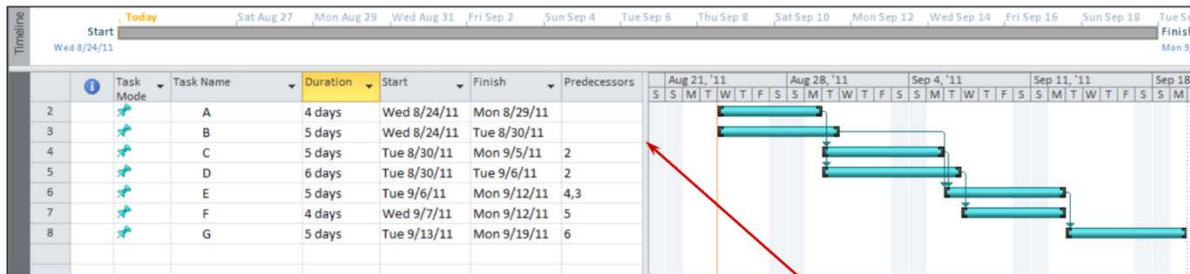 Timeline
Today Sat Aug 27 Mon Aug 29 Wed Aug 31 Fri Sep 2 Sun Sep 4 Tue Sep 6 Thu Sep 8 Sat Sep 10 Mon Sep 12 Wed Sep 14 Fri Sep 16 Sun Sep 18
Start
Wed 8/24/11
Task Mode Task Name Duration Start Finish Predecessors Aug 21, '11 Aug 28, '11 Sep 4, '11 Sep 11, '11 Sep 18
S S M T W T F S S M T W T F S S M T W T F S S M T W T F S S M
2 A 4 days Wed 8/24/11 Mon 8/29/11
3 B 5 days Wed 8/24/11 Tue 8/30/11
4 C 5 days Tue 8/30/11 Mon 9/5/11 2
5 D 6 days Tue 8/30/11 Tue 9/6/11 2
6 E 5 days Tue 9/6/11 Mon 9/12/11 4,3
7 F 4 days Wed 9/7/11 Mon 9/12/11 5
8 G 5 days Tue 9/13/11 Mon 9/19/11 6